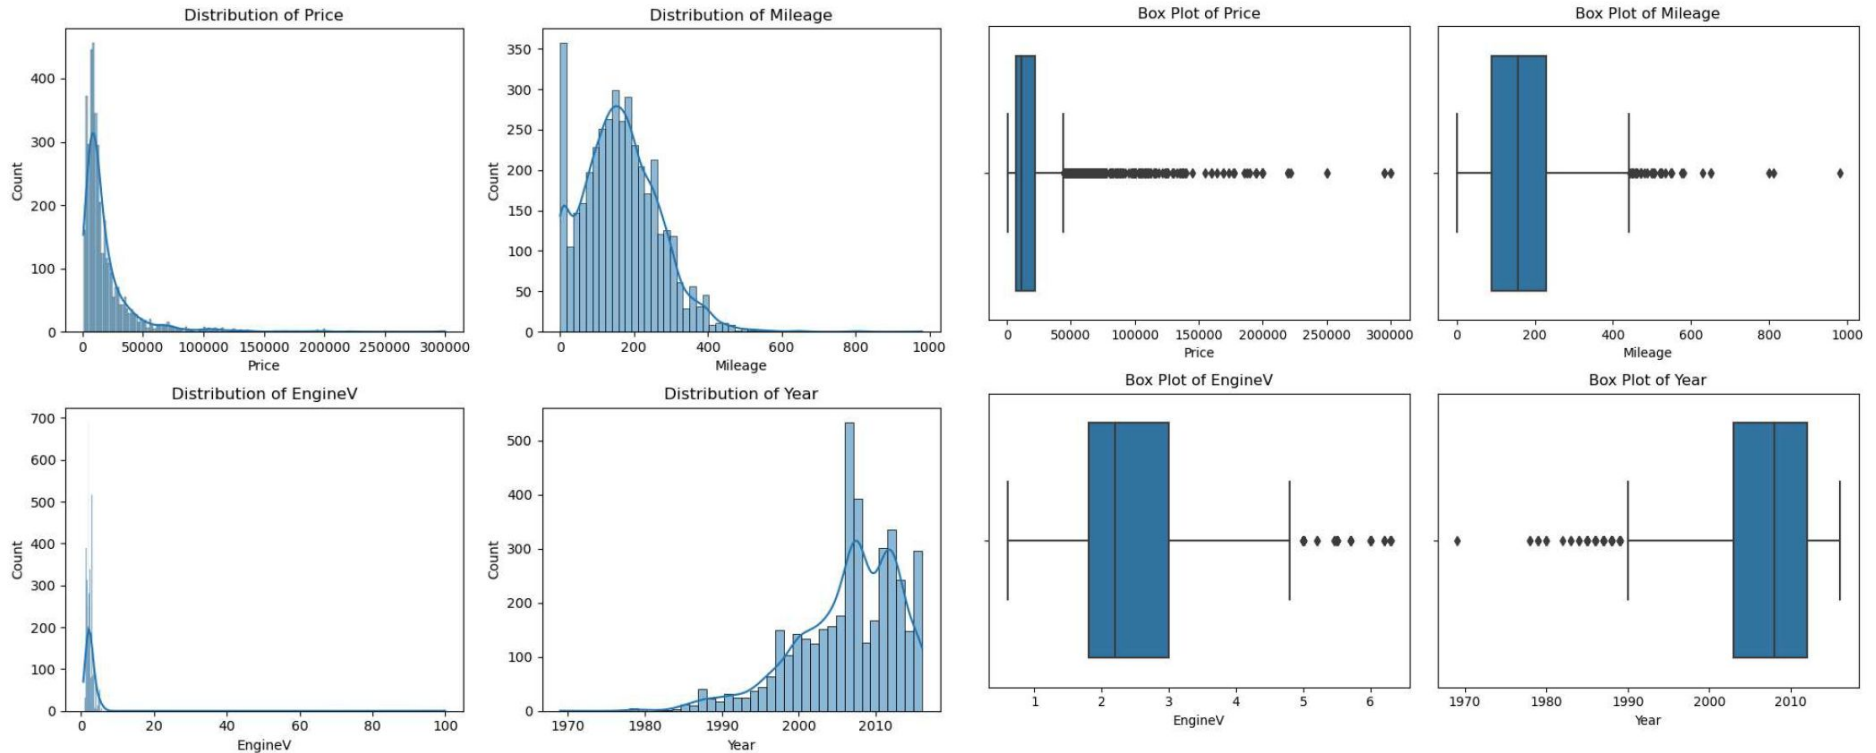 Distribution of Price
400
300
200
100
0
Count
0 50000 100000 150000 200000 250000 300000
Price
Distribution of Mileage
350
300
250
200
150
100
50
0
Count
0 200 400 600 800 1000
Mileage
Box Plot of Price
0 50000 100000 150000 200000 250000 300000
Price
Box Plot of Mileage
0 200 400 600 800 1000
Mileage
Distribution of EngineV
700
600
500
400
300
200
100
0
Count
0 20 40 60 80 100
EngineV
Distribution of Year
500
400
300
200
100
0
Count
1970 1980 1990 2000 2010
Year
Box Plot of EngineV
1 2 3 4 5 6
EngineV
Box Plot of Year
1970 1980 1990 2000 2010
Year